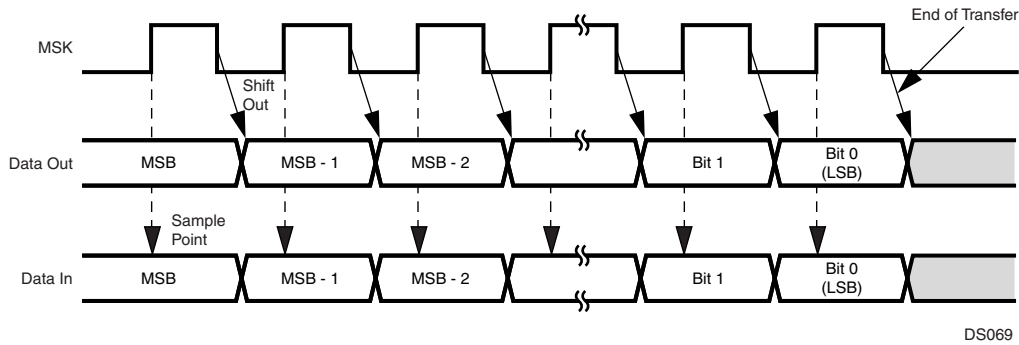 End of Transfer
MSK
Shift
Out
Data Out
MSB
MSB - 1
MSB - 2
Bit 1
Bit 0
(LSB)
Sample
Point
Data In
MSB
MSB - 1
MSB - 2
Bit 1
Bit 0
(LSB)
DS069